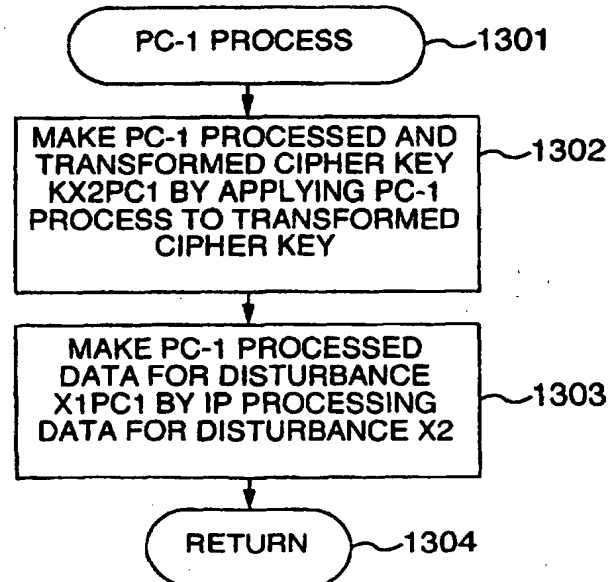 PC-1 PROCESS
1301
MAKE PC-1 PROCESSED AND
TRANSFORMED CIPHER KEY
KX2PC1 BY APPLYING PC-1
PROCESS TO TRANSFORMED
CIPHER KEY
1302
MAKE PC-1 PROCESSED
DATA FOR DISTURBANCE
X1PC1 BY IP PROCESSING
DATA FOR DISTURBANCE X2
1303
RETURN
1304